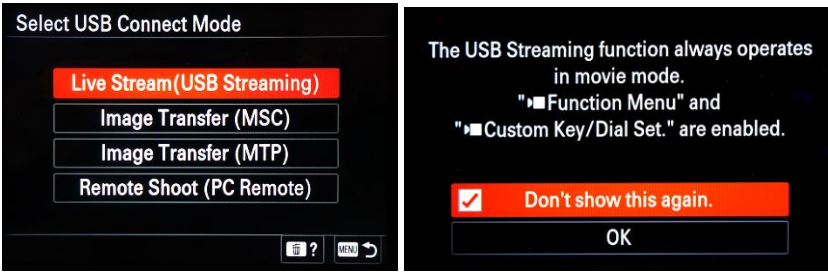 Select USB Connect Mode
Live Stream(USB Streaming)
Image Transfer (MSC)
Image Transfer (MTP)
Remote Shoot (PC Remote)
?
MENU
The USB Streaming function always operates
in movie mode.
"Function Menu" and
"Custom Key/Dial Set." are enabled.
Don't show this again.
OK